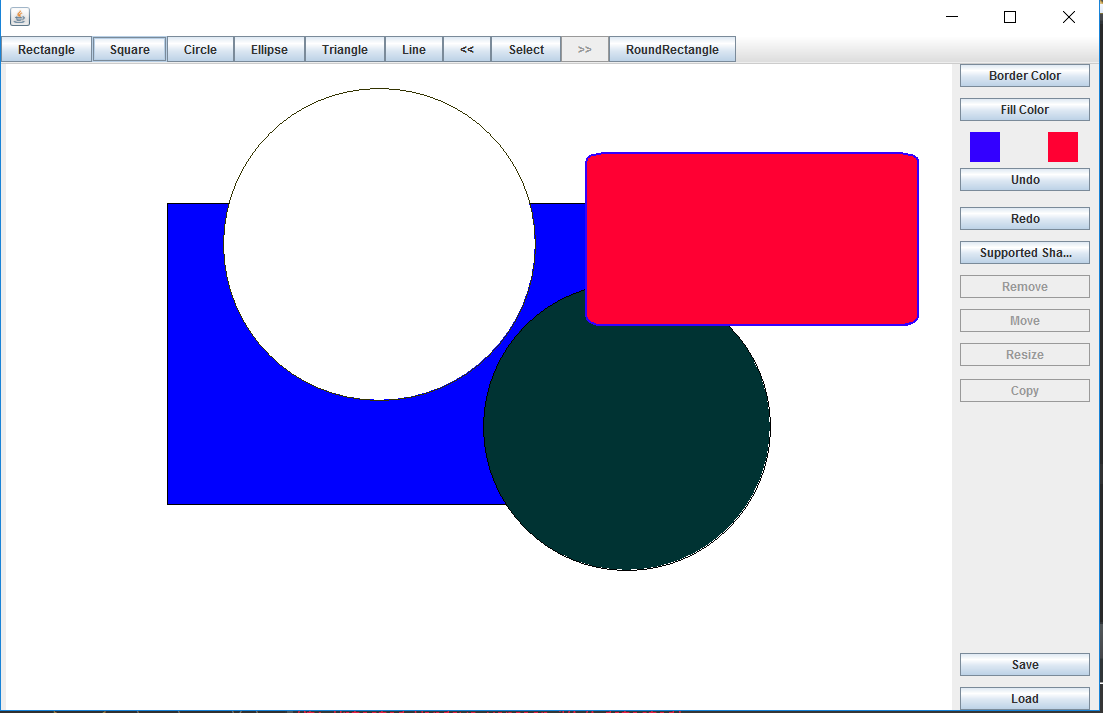 Rectangle Square Circle Ellipse Triangle Line << Select >> RoundRectangle
Border Color
Fill Color
Undo
Redo
Supported Sha...
Remove
Move
Resize
Copy
Save
Load